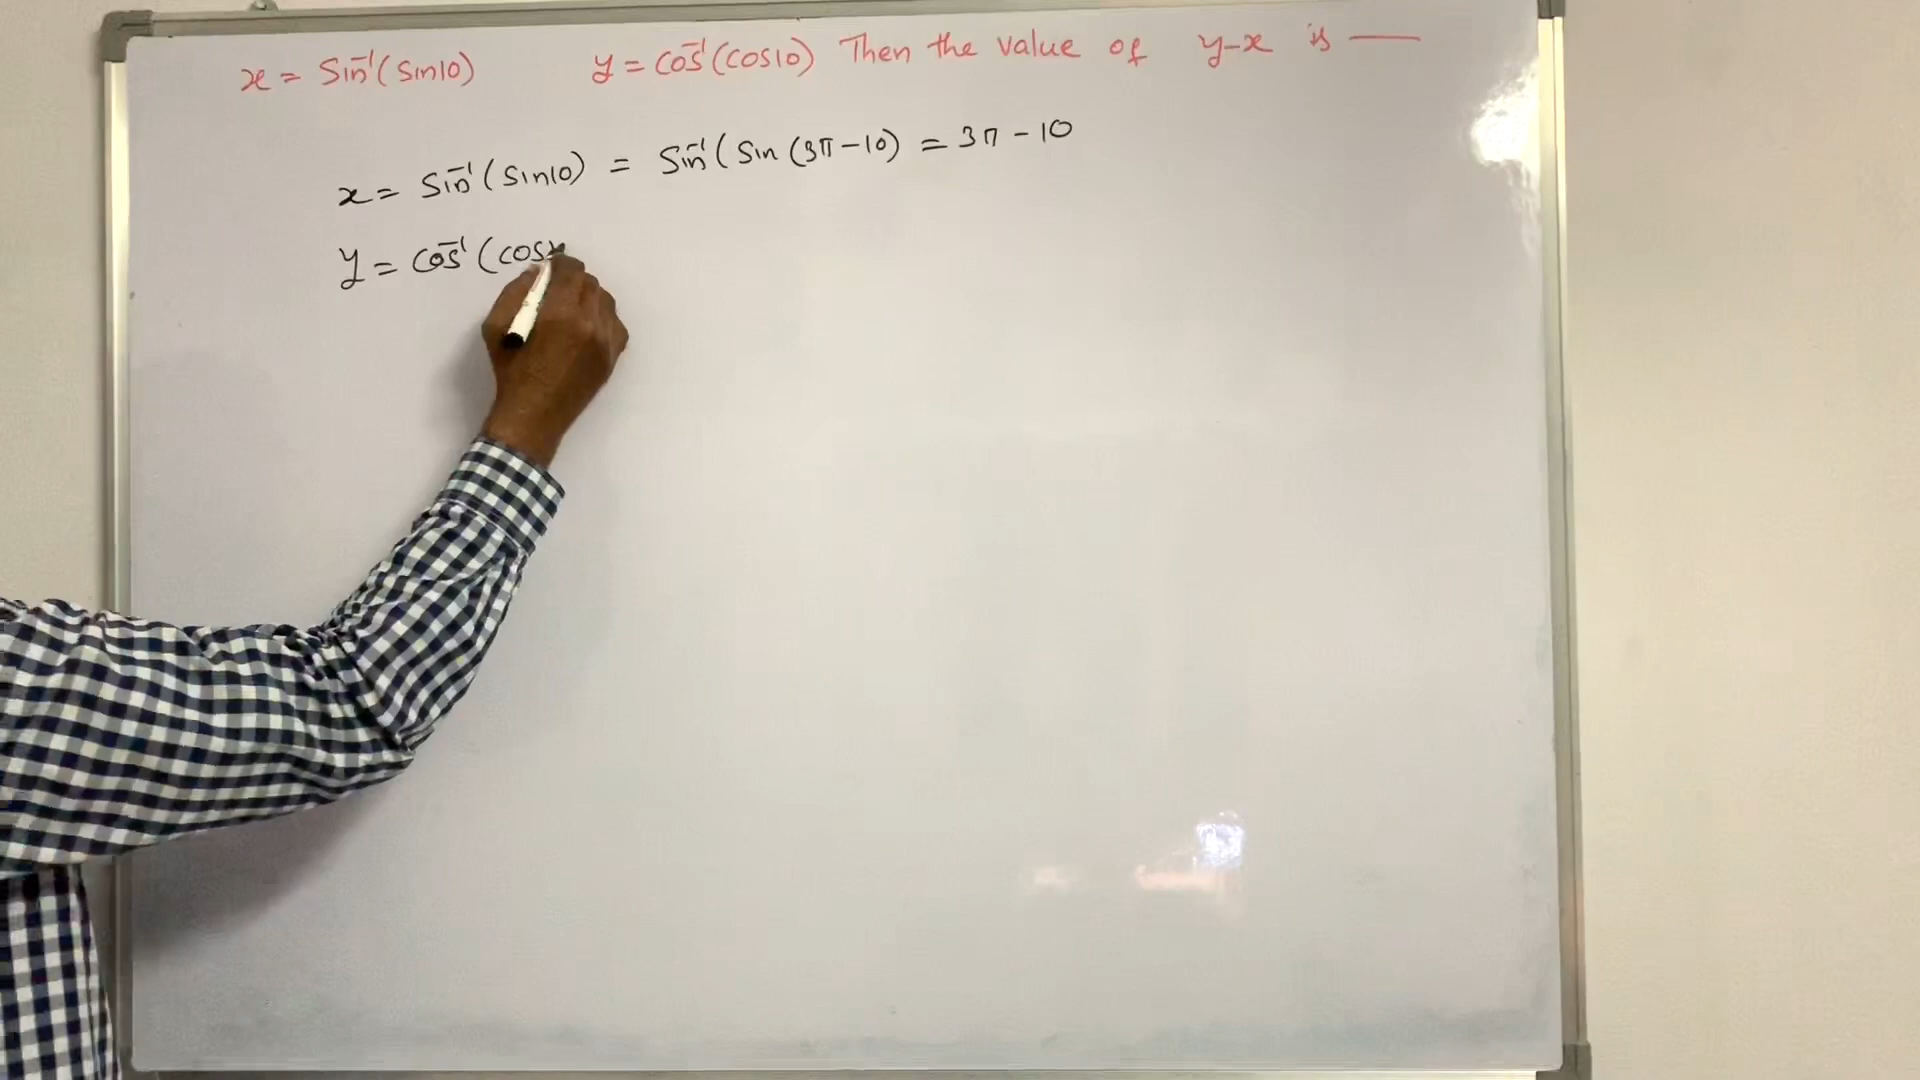 x = Sin⁻¹(Sin10) y = Cos⁻¹(Cos10) Then the value of y-x is —
x = Sin⁻¹(Sin10) = Sin⁻¹(Sin(3π-10) = 3π - 10
y = Cos⁻¹(Cos